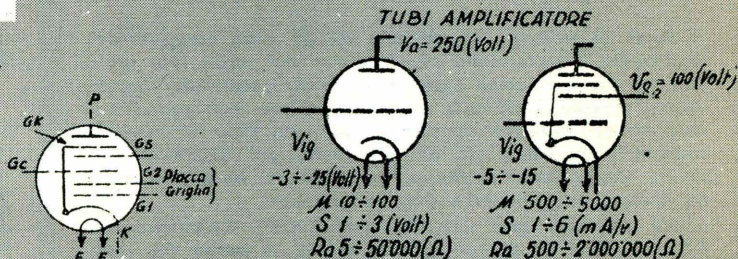 TUBI AMPLIFICATORE
Va=250(Volt)
Vg2=100(Volt)
P
GK
Gc
G5
G2 Placca
Griglia
G1
K
F F
Vig
-3÷-25(Volt)
μ 10÷100
S 1÷3 (Volt)
Ra 5÷50'000(Ω)
Vig
-5÷-15
μ 500÷5000
S 1÷6 (mA/v)
Ra 500÷2'000'000(Ω)